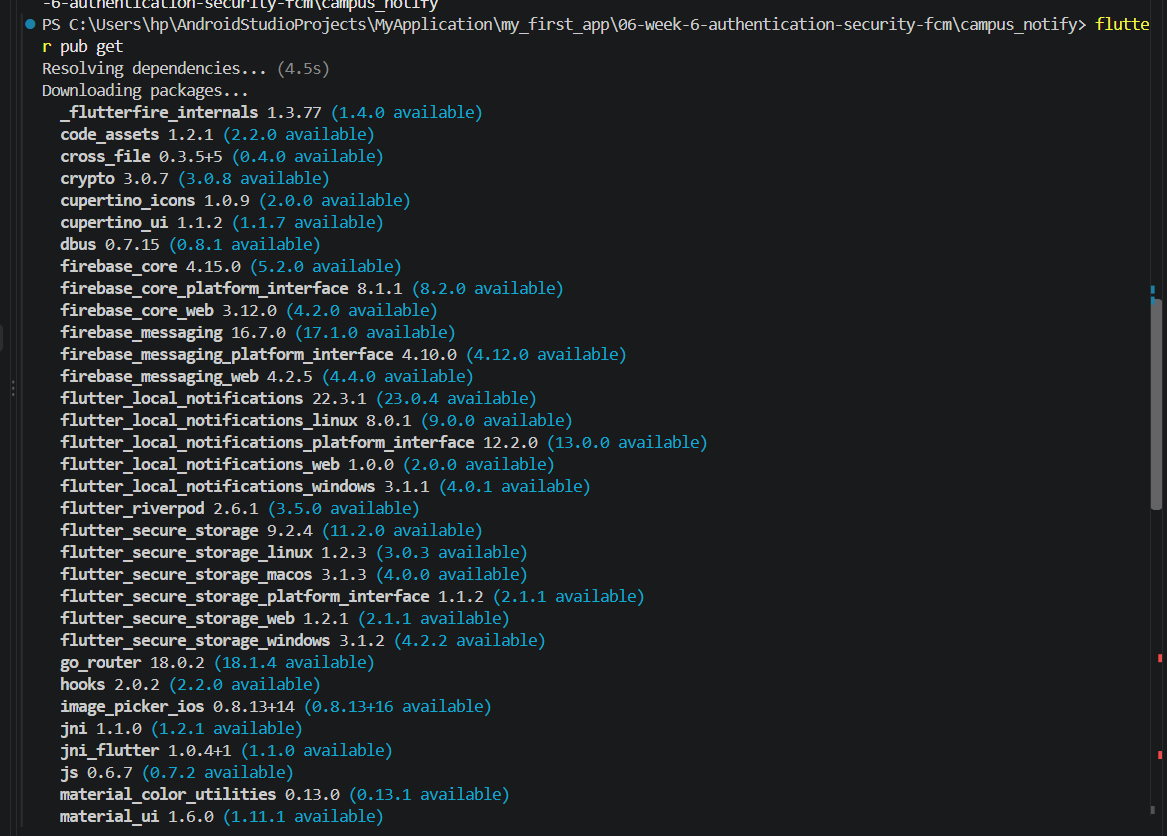 -6-authentication-security-fcm\campus_notify
PS C:\Users\hp\AndroidStudioProjects\MyApplication\my_first_app\06-week-6-authentication-security-fcm\campus_notify> flutte
r pub get
Resolving dependencies... (4.5s)
Downloading packages...
_flutterfire_internals 1.3.77 (1.4.0 available)
code_assets 1.2.1 (2.2.0 available)
cross_file 0.3.5+5 (0.4.0 available)
crypto 3.0.7 (3.0.8 available)
cupertino_icons 1.0.9 (2.0.0 available)
cupertino_ui 1.1.2 (1.1.7 available)
dbus 0.7.15 (0.8.1 available)
firebase_core 4.15.0 (5.2.0 available)
firebase_core_platform_interface 8.1.1 (8.2.0 available)
firebase_core_web 3.12.0 (4.2.0 available)
firebase_messaging 16.7.0 (17.1.0 available)
firebase_messaging_platform_interface 4.10.0 (4.12.0 available)
firebase_messaging_web 4.2.5 (4.4.0 available)
flutter_local_notifications 22.3.1 (23.0.4 available)
flutter_local_notifications_linux 8.0.1 (9.0.0 available)
flutter_local_notifications_platform_interface 12.2.0 (13.0.0 available)
flutter_local_notifications_web 1.0.0 (2.0.0 available)
flutter_local_notifications_windows 3.1.1 (4.0.1 available)
flutter_riverpod 2.6.1 (3.5.0 available)
flutter_secure_storage 9.2.4 (11.2.0 available)
flutter_secure_storage_linux 1.2.3 (3.0.3 available)
flutter_secure_storage_macos 3.1.3 (4.0.0 available)
flutter_secure_storage_platform_interface 1.1.2 (2.1.1 available)
flutter_secure_storage_web 1.2.1 (2.1.1 available)
flutter_secure_storage_windows 3.1.2 (4.2.2 available)
go_router 18.0.2 (18.1.4 available)
hooks 2.0.2 (2.2.0 available)
image_picker_ios 0.8.13+14 (0.8.13+16 available)
jni 1.1.0 (1.2.1 available)
jni_flutter 1.0.4+1 (1.1.0 available)
js 0.6.7 (0.7.2 available)
material_color_utilities 0.13.0 (0.13.1 available)
material_ui 1.6.0 (1.11.1 available)